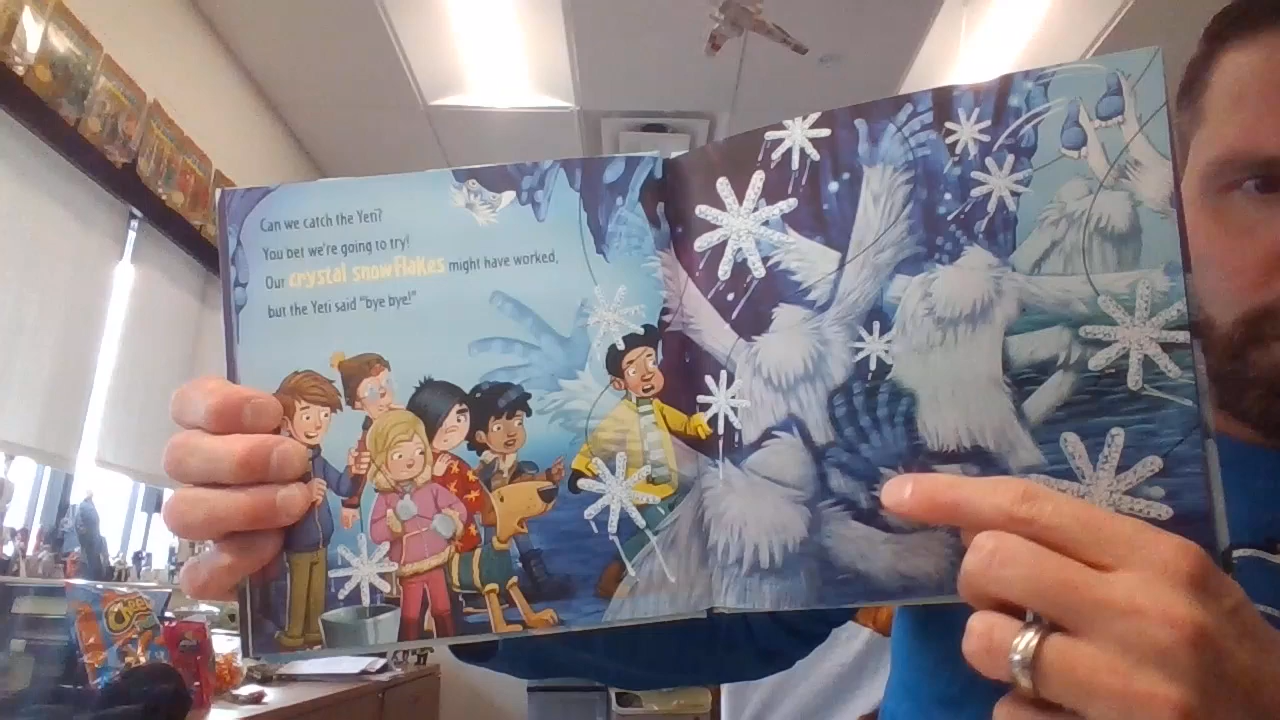 Can we catch the Yeti?
You bet we're going to try!
Our crystal snowflakes might have worked,
but the Yeti said "bye bye!"
Chee